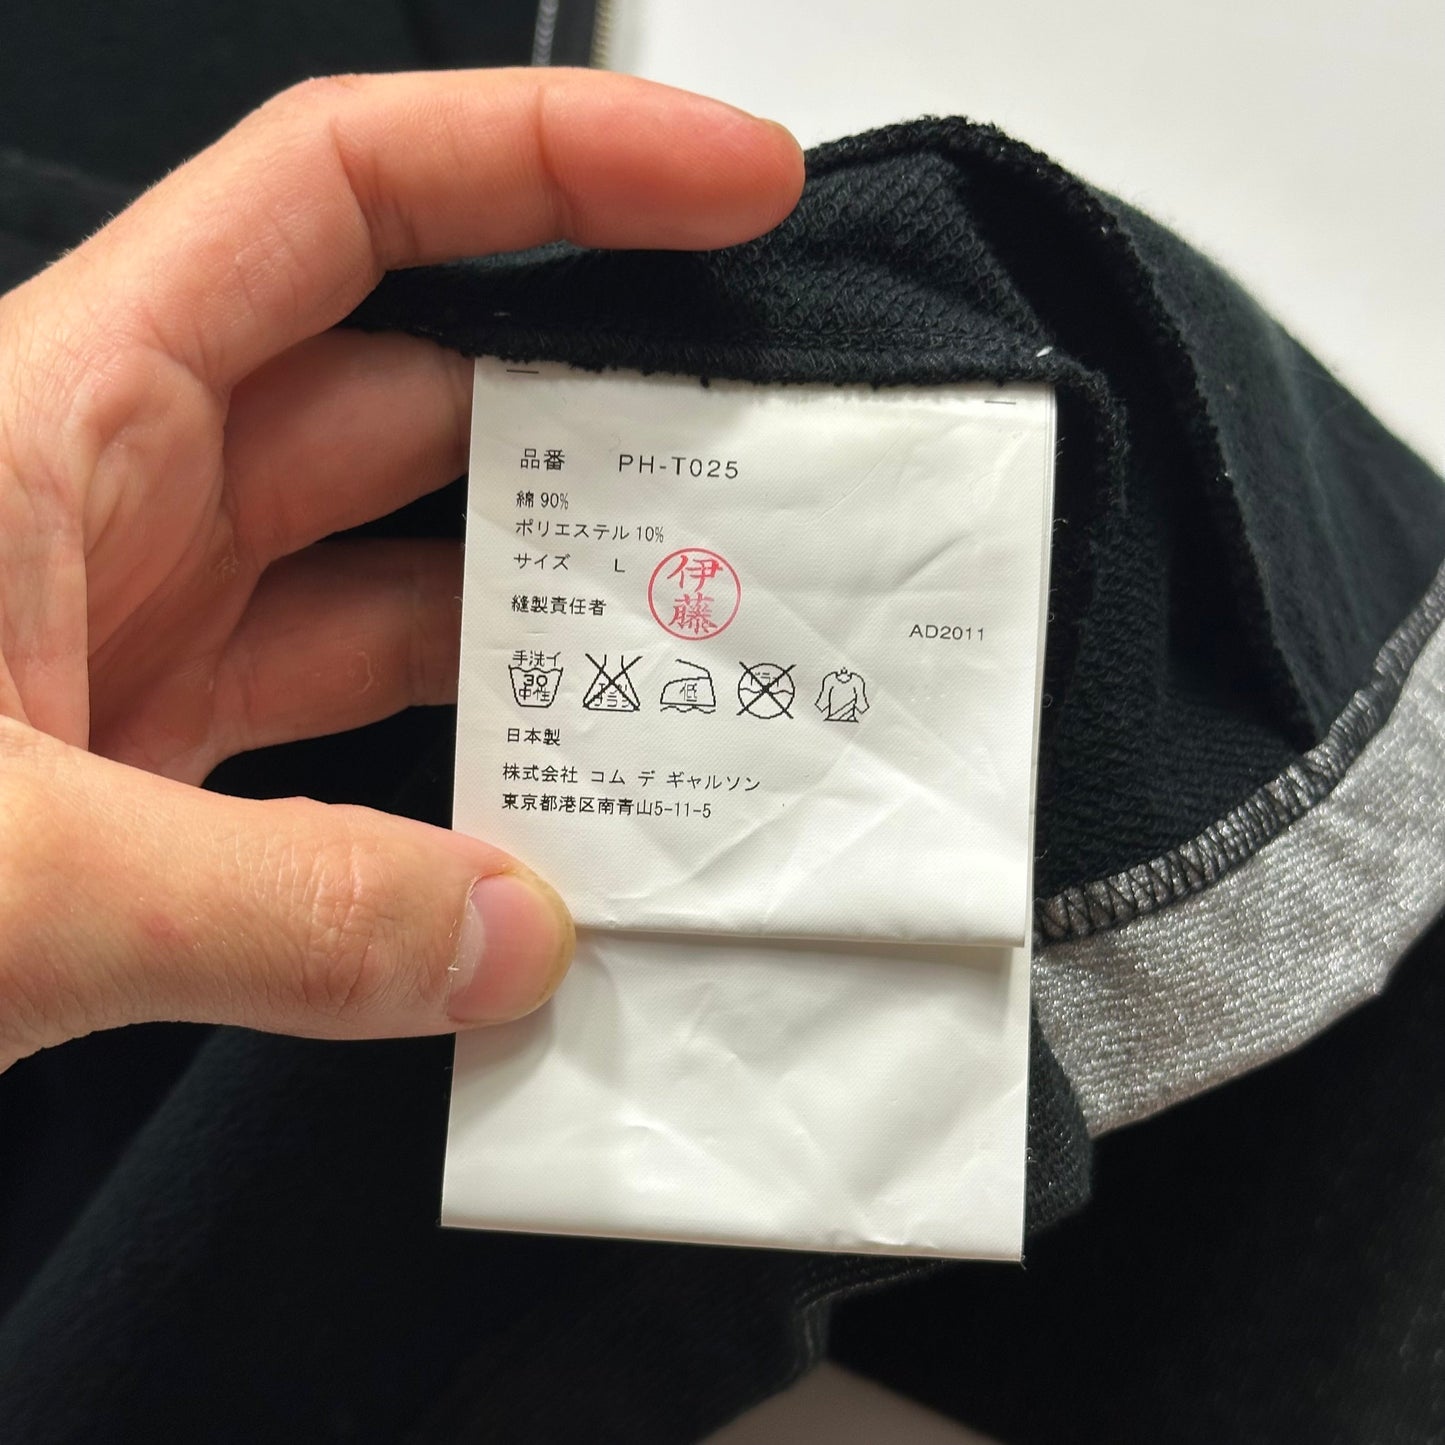 品番 PH-T025
綿 90%
ポリエステル 10%
サイズ L
縫製責任者
伊
藤
AD2011
手洗イ
30
中性
低
ドライ
日本製
株式会社 コム デ ギャルソン
東京都港区南青山5-11-5